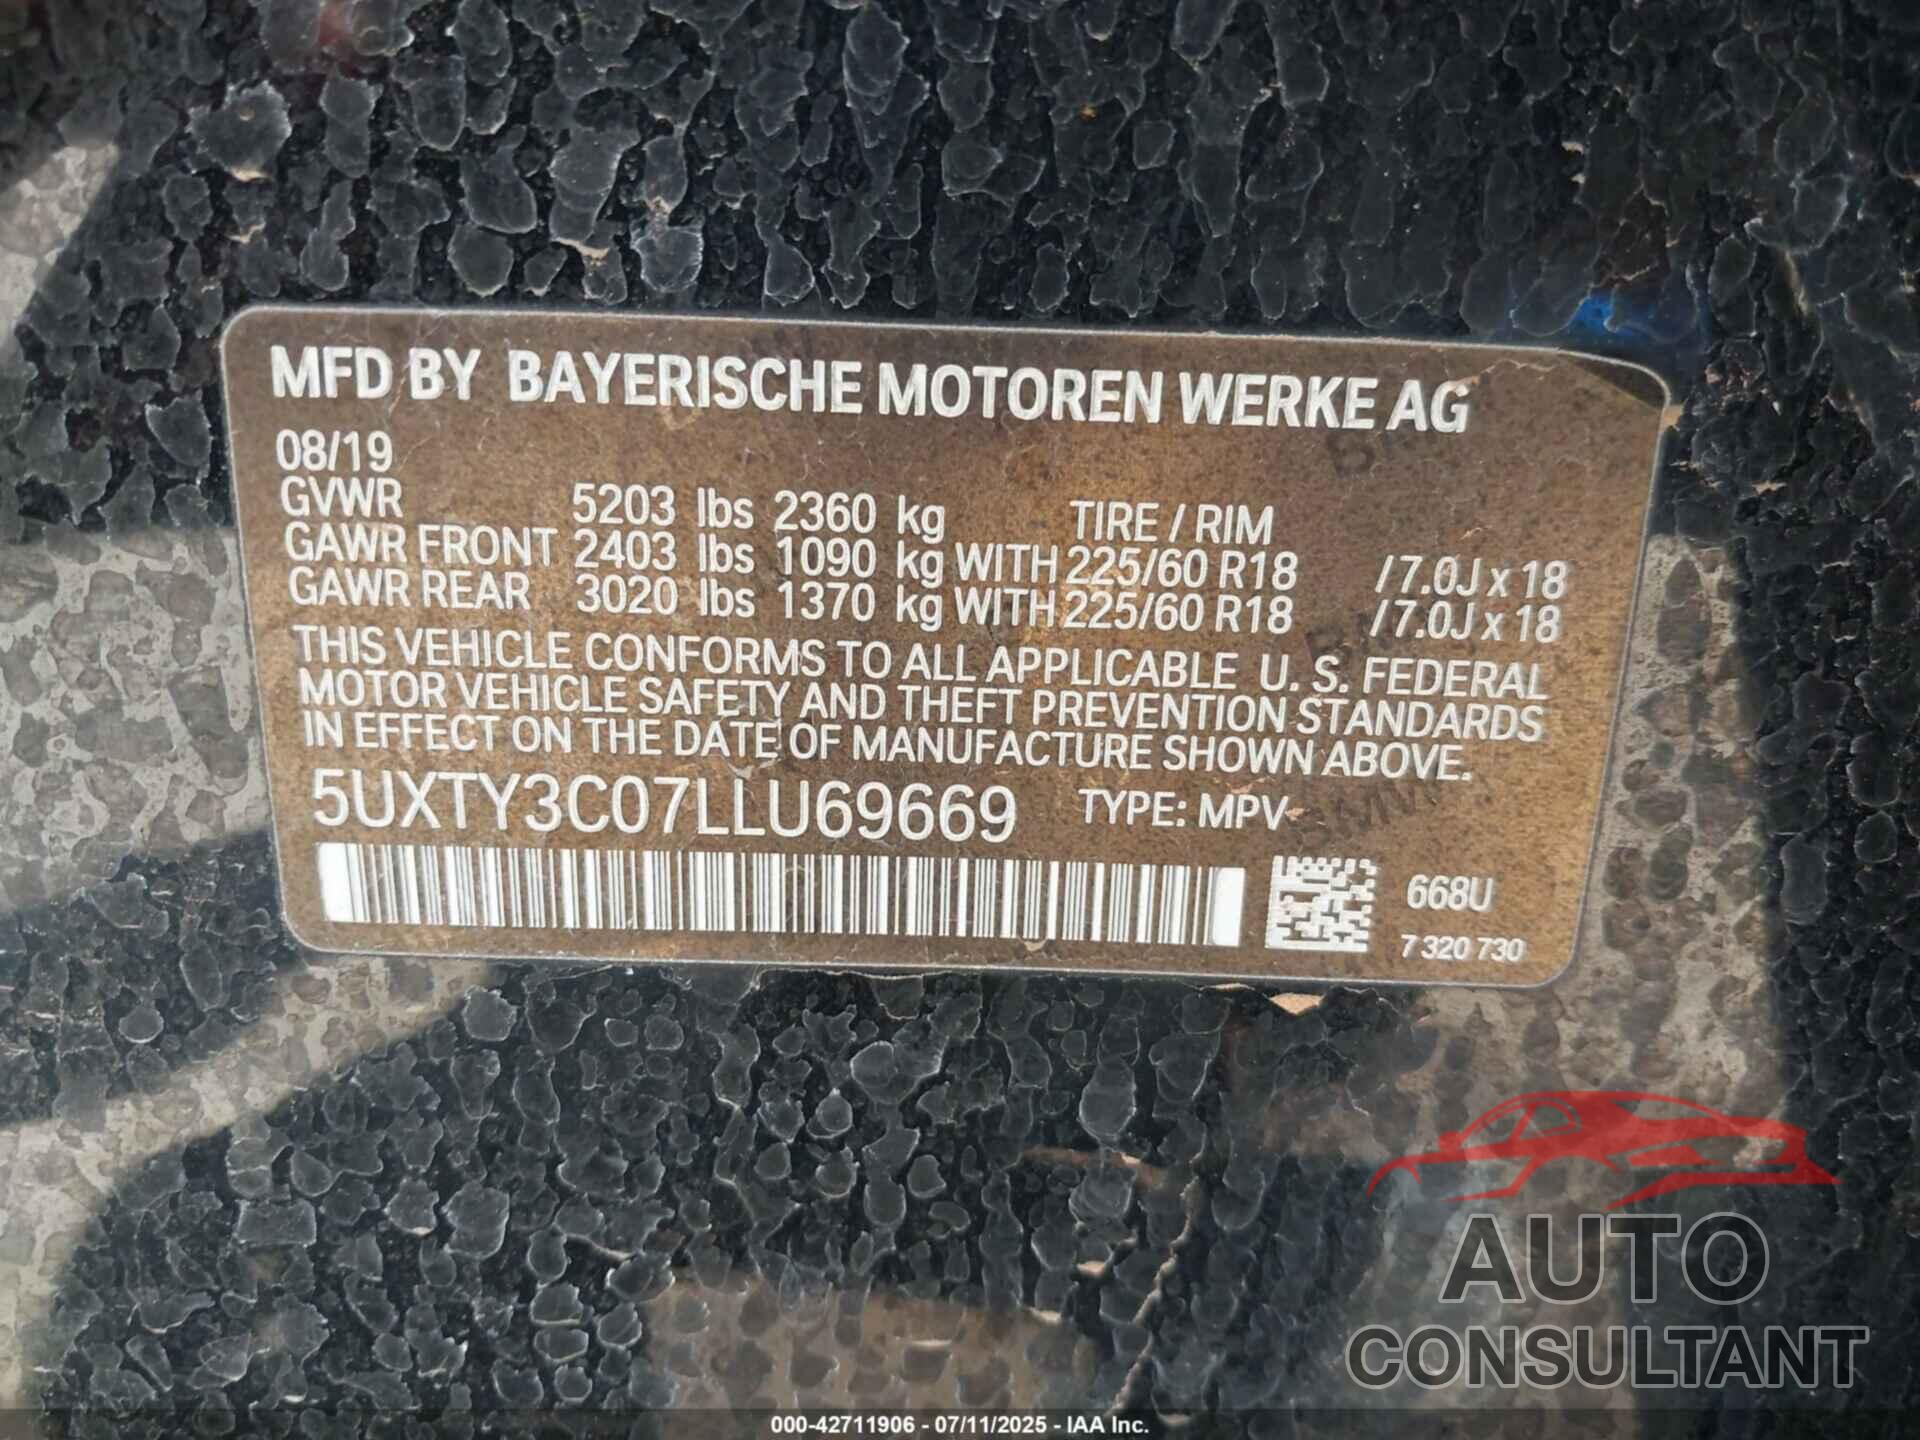 MFD BY BAYERISCHE MOTOREN WERKE AG
08/19
GVWR 5203 lbs 2360 kg TIRE / RIM
GAWR FRONT 2403 lbs 1090 kg WITH 225/60 R18 / 7.0J x 18
GAWR REAR 3020 lbs 1370 kg WITH 225/60 R18 / 7.0J x 18
THIS VEHICLE CONFORMS TO ALL APPLICABLE U. S. FEDERAL
MOTOR VEHICLE SAFETY AND THEFT PREVENTION STANDARDS
IN EFFECT ON THE DATE OF MANUFACTURE SHOWN ABOVE.
5UXTY3C07LLU69669 TYPE: MPV
668U
7 320 730
AUTO
CONSULTANT
000-42711906 - 07/11/2025 - IAA Inc.